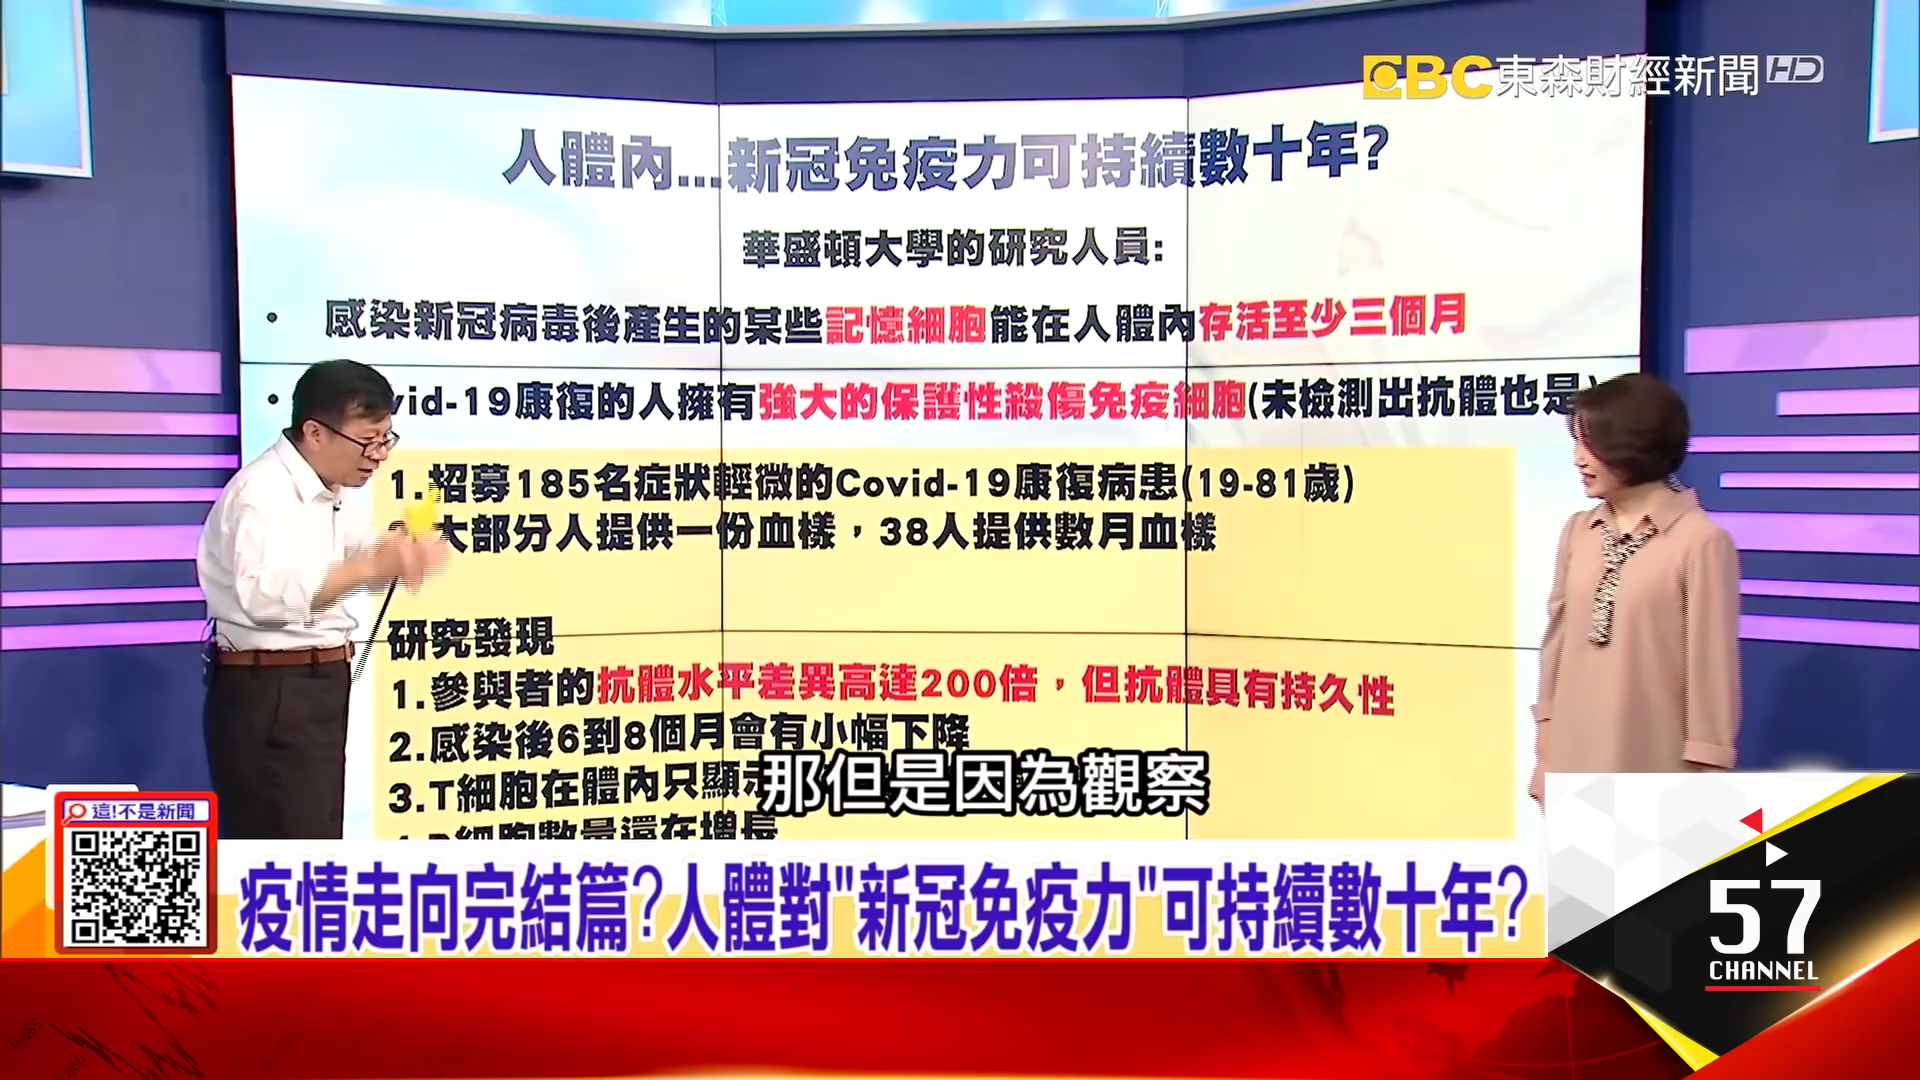 EBC 東森財經新聞 HD
人體內...新冠免疫力可持續數十年?
華盛頓大學的研究人員:
• 感染新冠病毒後產生的某些記憶細胞能在人體內存活至少三個月
• vid-19康復的人擁有強大的保護性殺傷免疫細胞(未檢測出抗體也是)
1.招募185名症狀輕微的Covid-19康復病患(19-81歲)
大部分人提供一份血樣,38人提供數月血樣
研究發現
1.參與者的抗體水平差異高達200倍,但抗體具有持久性
2.感染後6到8個月會有小幅下降
3.T細胞在體內只顯示
細胞數量還在增長
那但是因為觀察
這!不是新聞
疫情走向完結篇?人體對"新冠免疫力"可持續數十年?
57
CHANNEL